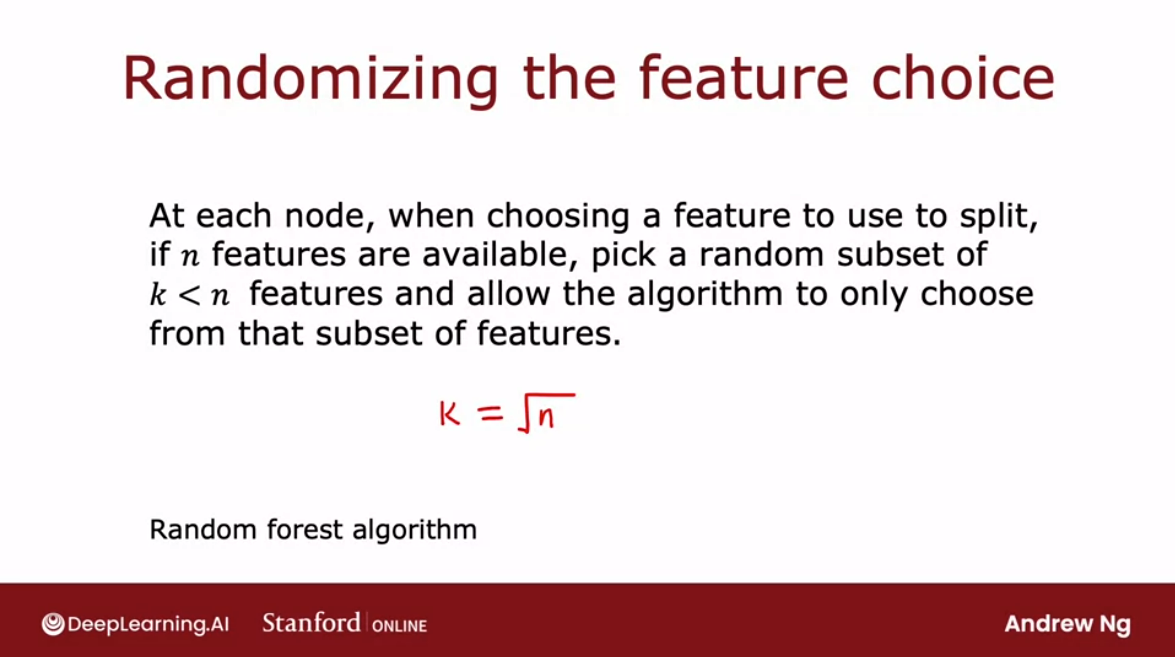 Randomizing the feature choice
At each node, when choosing a feature to use to split,
if n features are available, pick a random subset of
k < n features and allow the algorithm to only choose
from that subset of features.
K = √n
Random forest algorithm
DeepLearning.AI Stanford ONLINE Andrew Ng